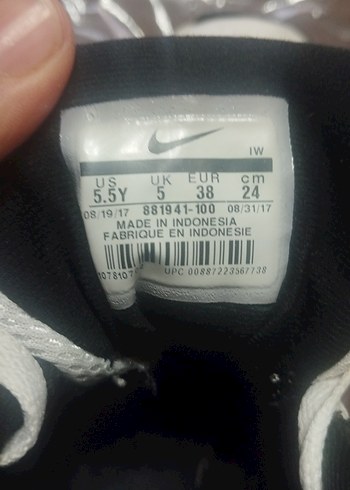 IW
US UK EUR cm
5.5Y 5 38 24
08/19/17 881941-100 08/31/17
MADE IN INDONESIA
FABRIQUE EN INDONESIE
UPC 00887223567738